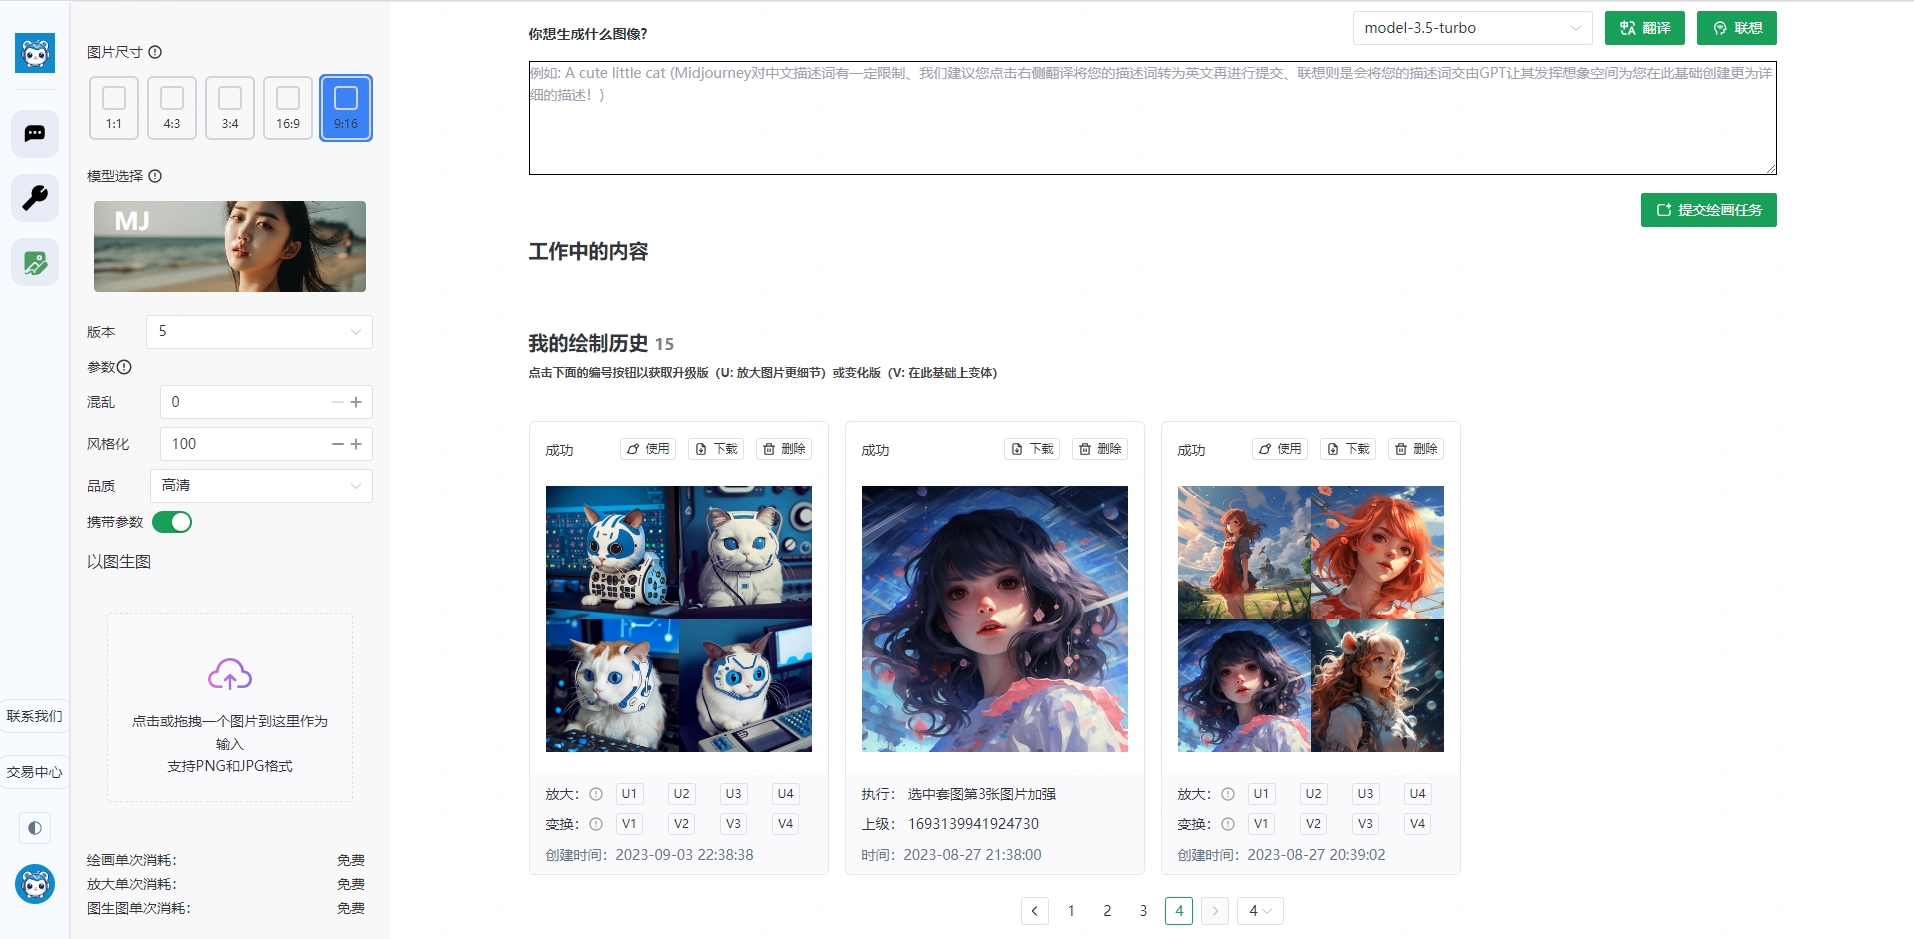 图片尺寸
1:1
4:3
3:4
16:9
9:16
模型选择
MJ
版本
5
参数
混乱
0
风格化
100
品质
高清
携带参数
以图生图
点击或拖拽一个图片到这里作为
输入
支持PNG和JPG格式
联系我们
交易中心
绘画单次消耗：
免费
放大单次消耗：
免费
图生图单次消耗：
免费
你想生成什么图像?
model-3.5-turbo
翻译
联想
例如: A cute little cat (Midjourney对中文描述词有一定限制、我们建议您点击右侧翻译将您的描述词转为英文再进行提交、联想则是会将您的描述词交由GPT让其发挥想象空间为您在此基础创建更为详
细的描述！)
提交绘画任务
工作中的内容
我的绘制历史 15
点击下面的编号按钮以获取升级版（U: 放大图片更细节）或变化版（V: 在此基础上变体）
成功
使用
下载
删除
放大：
U1
U2
U3
U4
变换：
V1
V2
V3
V4
创建时间：2023-09-03 22:38:38
成功
下载
删除
执行： 选中套图第3张图片加强
上级： 1693139941924730
时间：2023-08-27 21:38:00
成功
使用
下载
删除
放大：
U1
U2
U3
U4
变换：
V1
V2
V3
V4
创建时间：2023-08-27 20:39:02
1
2
3
4
4